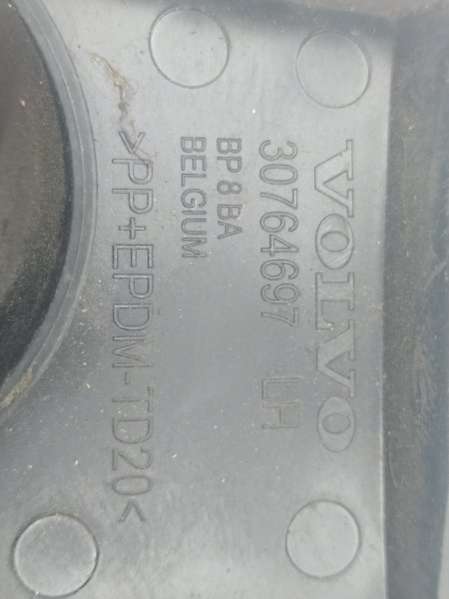 VOLVO
30764697 LH
BP 8 BA
BELGIUM
>PP+EPDM-TD20<